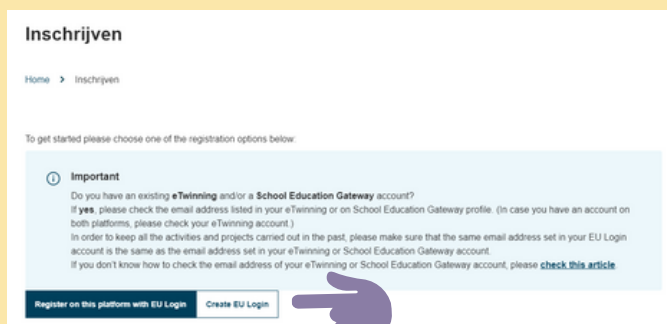 Inschrijven
Home > Inschrijven
To get started please choose one of the registration options below:
Important
Do you have an existing eTwinning and/or a School Education Gateway account?
If yes, please check the email address listed in your eTwinning or on School Education Gateway profile. (In case you have an account on
both platforms, please check your eTwinning account.)
In order to keep all the activities and projects carried out in the past, please make sure that the same email address set in your EU Login
account is the same as the email address set in your eTwinning or School Education Gateway account.
If you don't know how to check the email address of your eTwinning or School Education Gateway account, please check this article
Register on this platform with EU Login Create EU Login